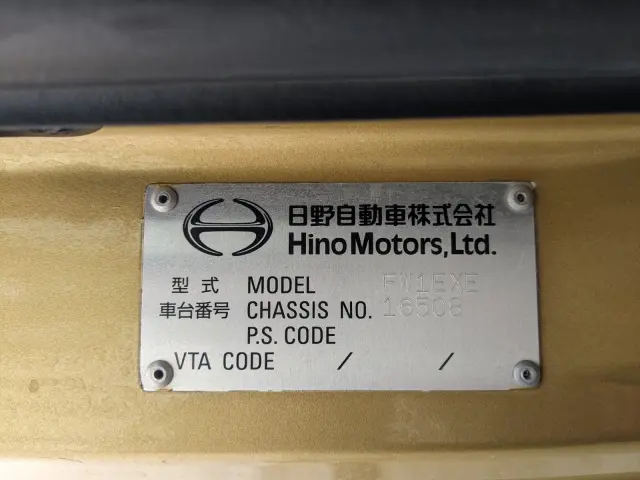 日野自動車株式会社
Hino Motors, Ltd.
型式 MODEL FW1EXE
車台番号 CHASSIS NO. 16508
P.S. CODE
VTA CODE / /